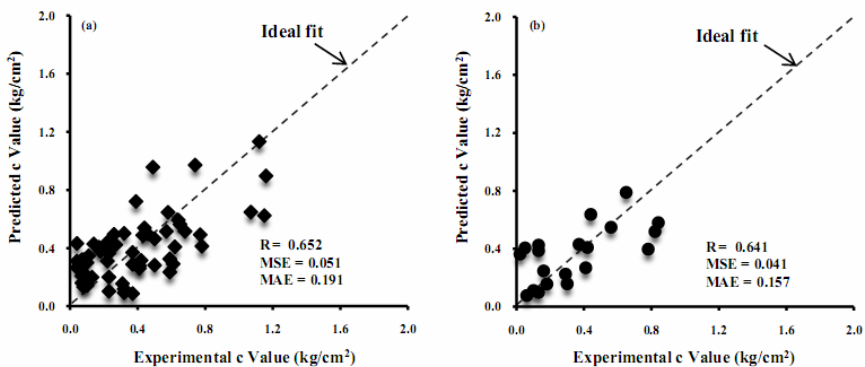 (a)
Ideal fit
Predicted c Value (kg/cm²)
2.0
1.6
1.2
0.8
0.4
0.0
R= 0.652
MSE = 0.051
MAE = 0.191
0.0 0.4 0.8 1.2 1.6 2.0
Experimental c Value (kg/cm²)
(b)
Ideal fit
Predicted c Value (kg/cm²)
2.0
1.6
1.2
0.8
0.4
0.0
R= 0.641
MSE = 0.041
MAE = 0.157
0.0 0.4 0.8 1.2 1.6 2.0
Experimental c Value (kg/cm²)